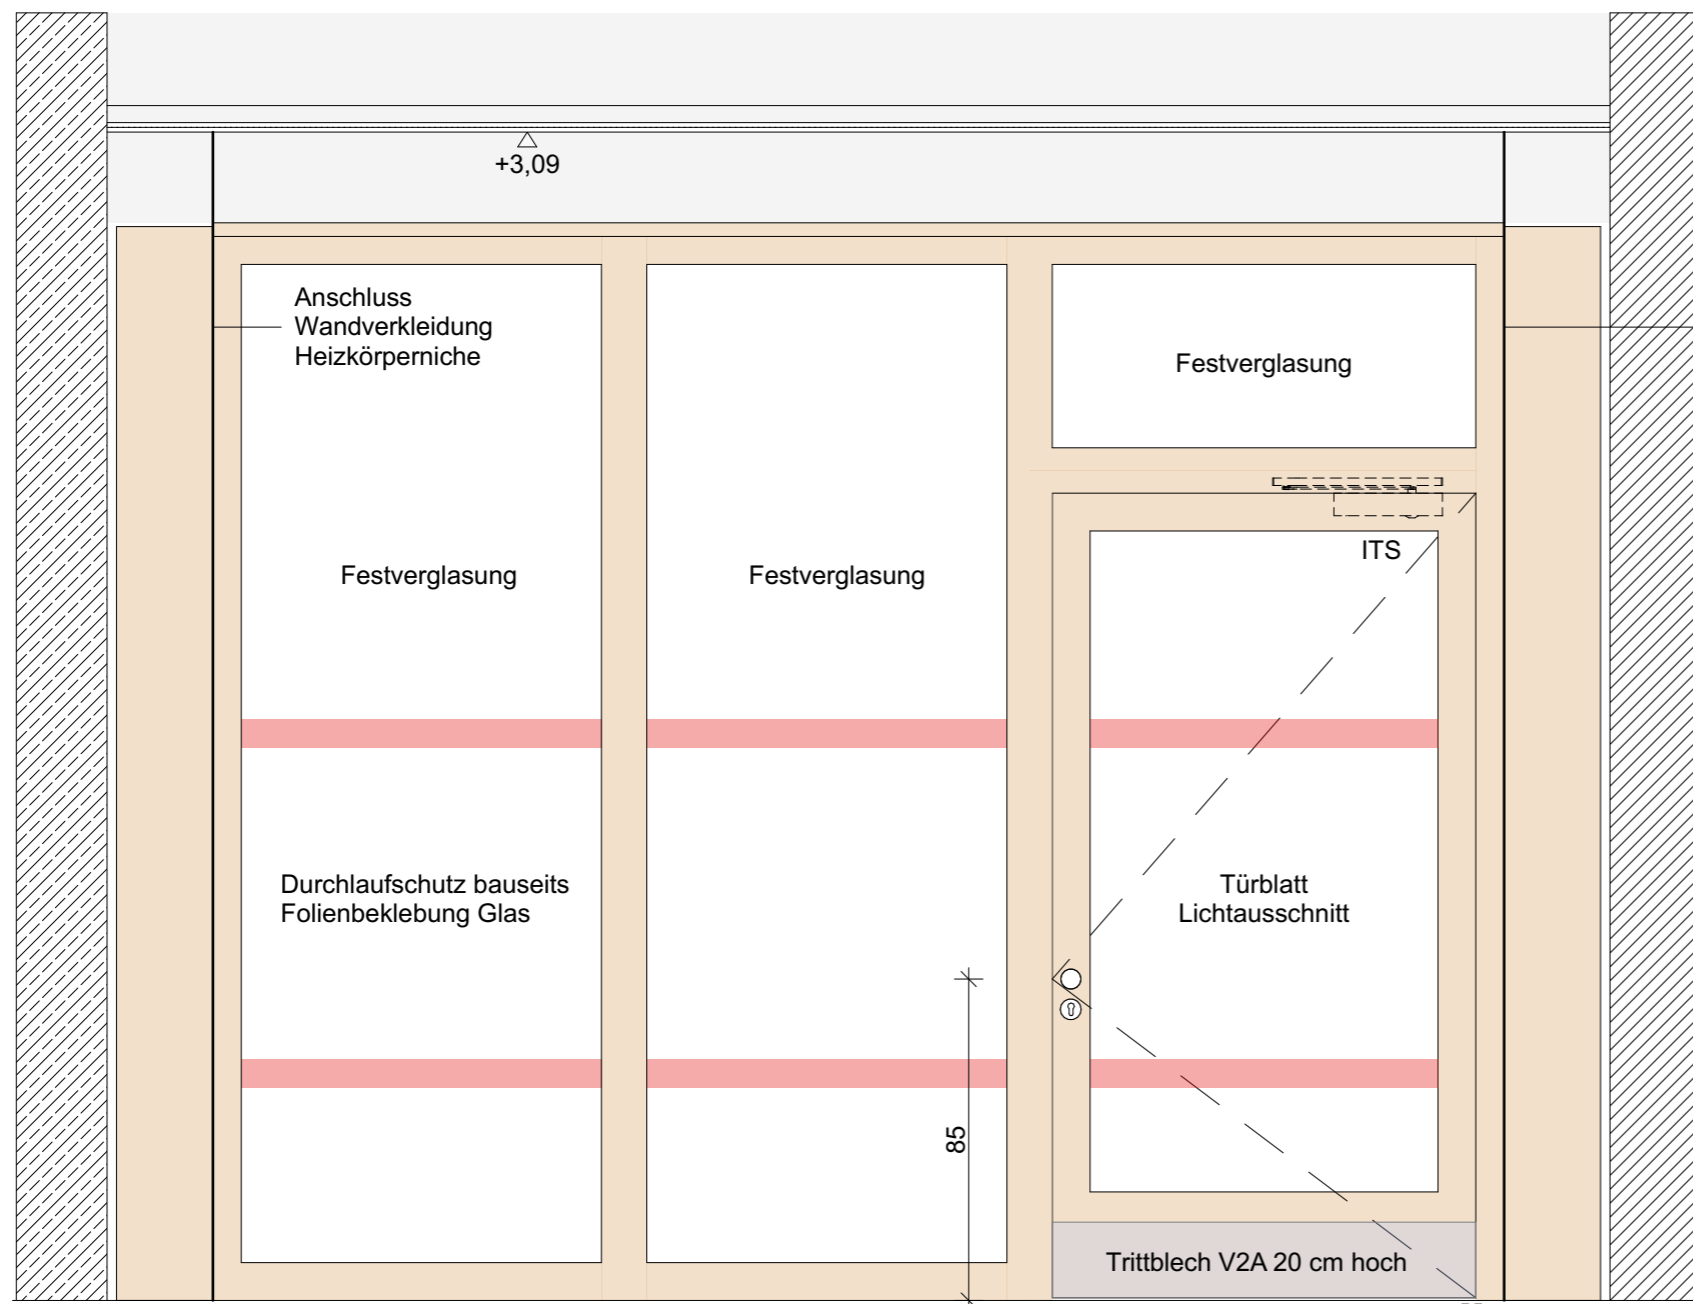 +3,09
Anschluss
Wandverkleidung
Heizkörperniche
Festverglasung
ITS
Festverglasung
Festverglasung
Durchlaufschutz bauseits
Folienbeklebung Glas
Türblatt
Lichtausschnitt
85
Trittblech V2A 20 cm hoch